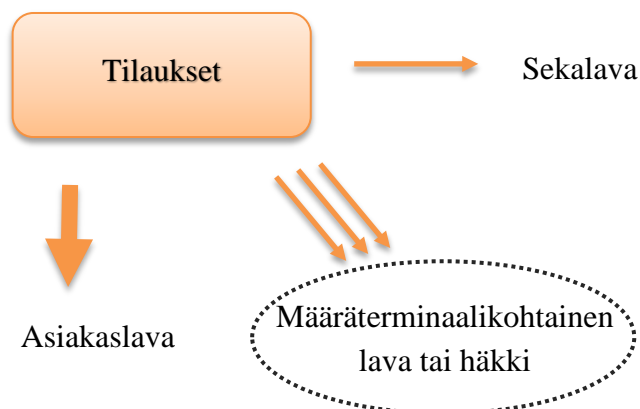 Tilaukset
Sekalava
Asiakaslava
Määräterminaalikohtainen
lava tai häkki